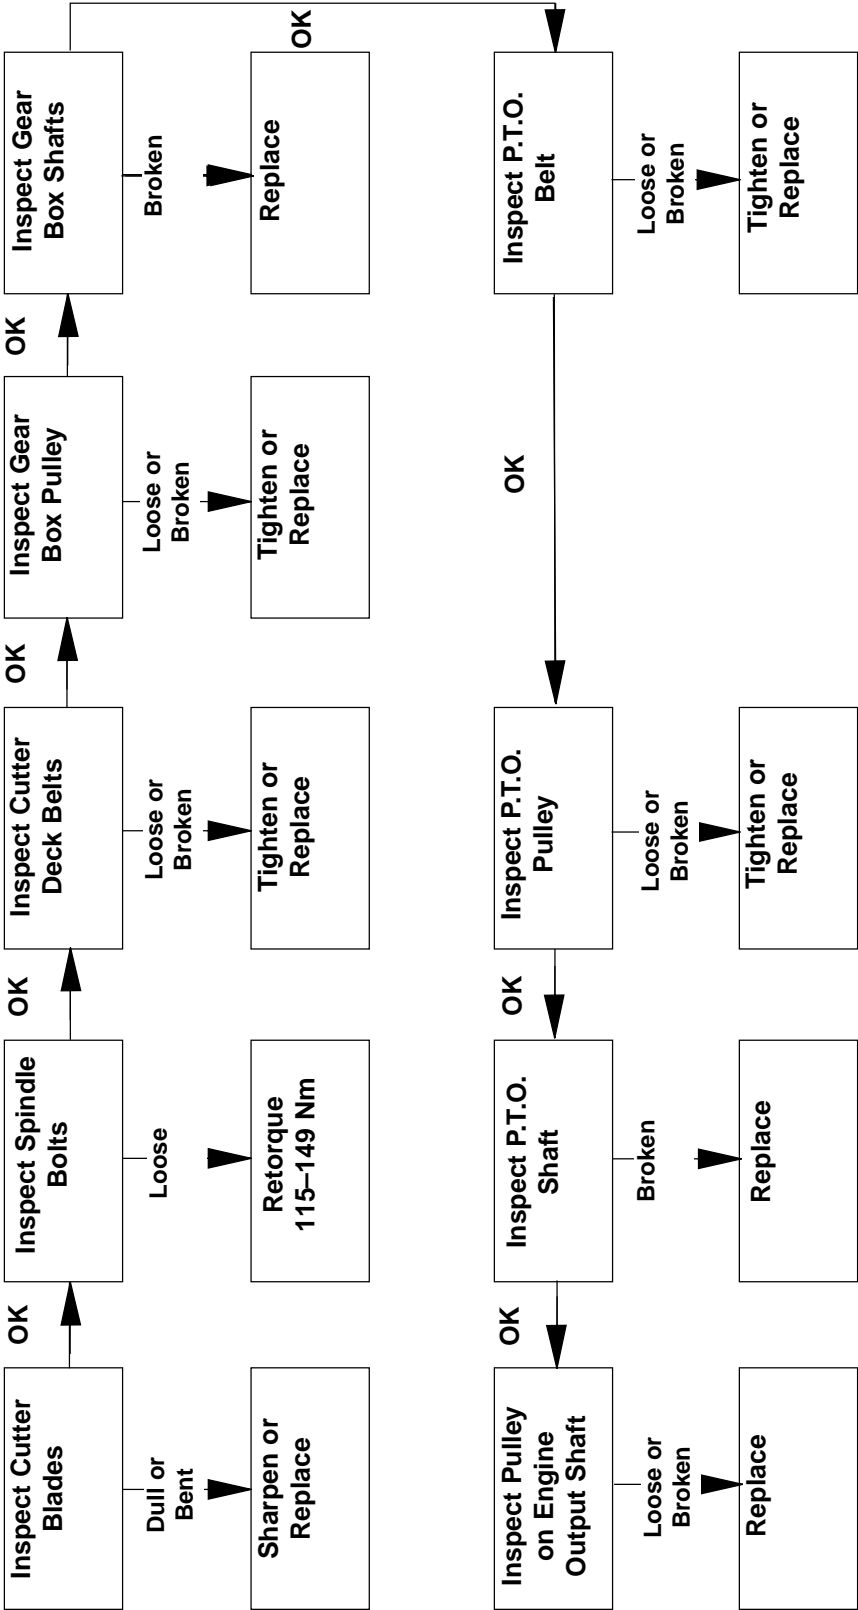 Inspect Cutter
Blades
OK
Inspect Spindle
Bolts
OK
Inspect Cutter
Deck Belts
OK
Inspect Gear
Box Pulley
OK
Inspect Gear
Box Shafts
OK
Dull or
Bent
Loose
Loose or
Broken
Loose or
Broken
Broken
Sharpen or
Replace
Retorque
115–149 Nm
Tighten or
Replace
Tighten or
Replace
Replace
Inspect Pulley
on Engine
Output Shaft
OK
Inspect P.T.O.
Shaft
OK
Inspect P.T.O.
Pulley
OK
Inspect P.T.O.
Belt
Loose or
Broken
Broken
Loose or
Broken
Loose or
Broken
Replace
Replace
Tighten or
Replace
Tighten or
Replace